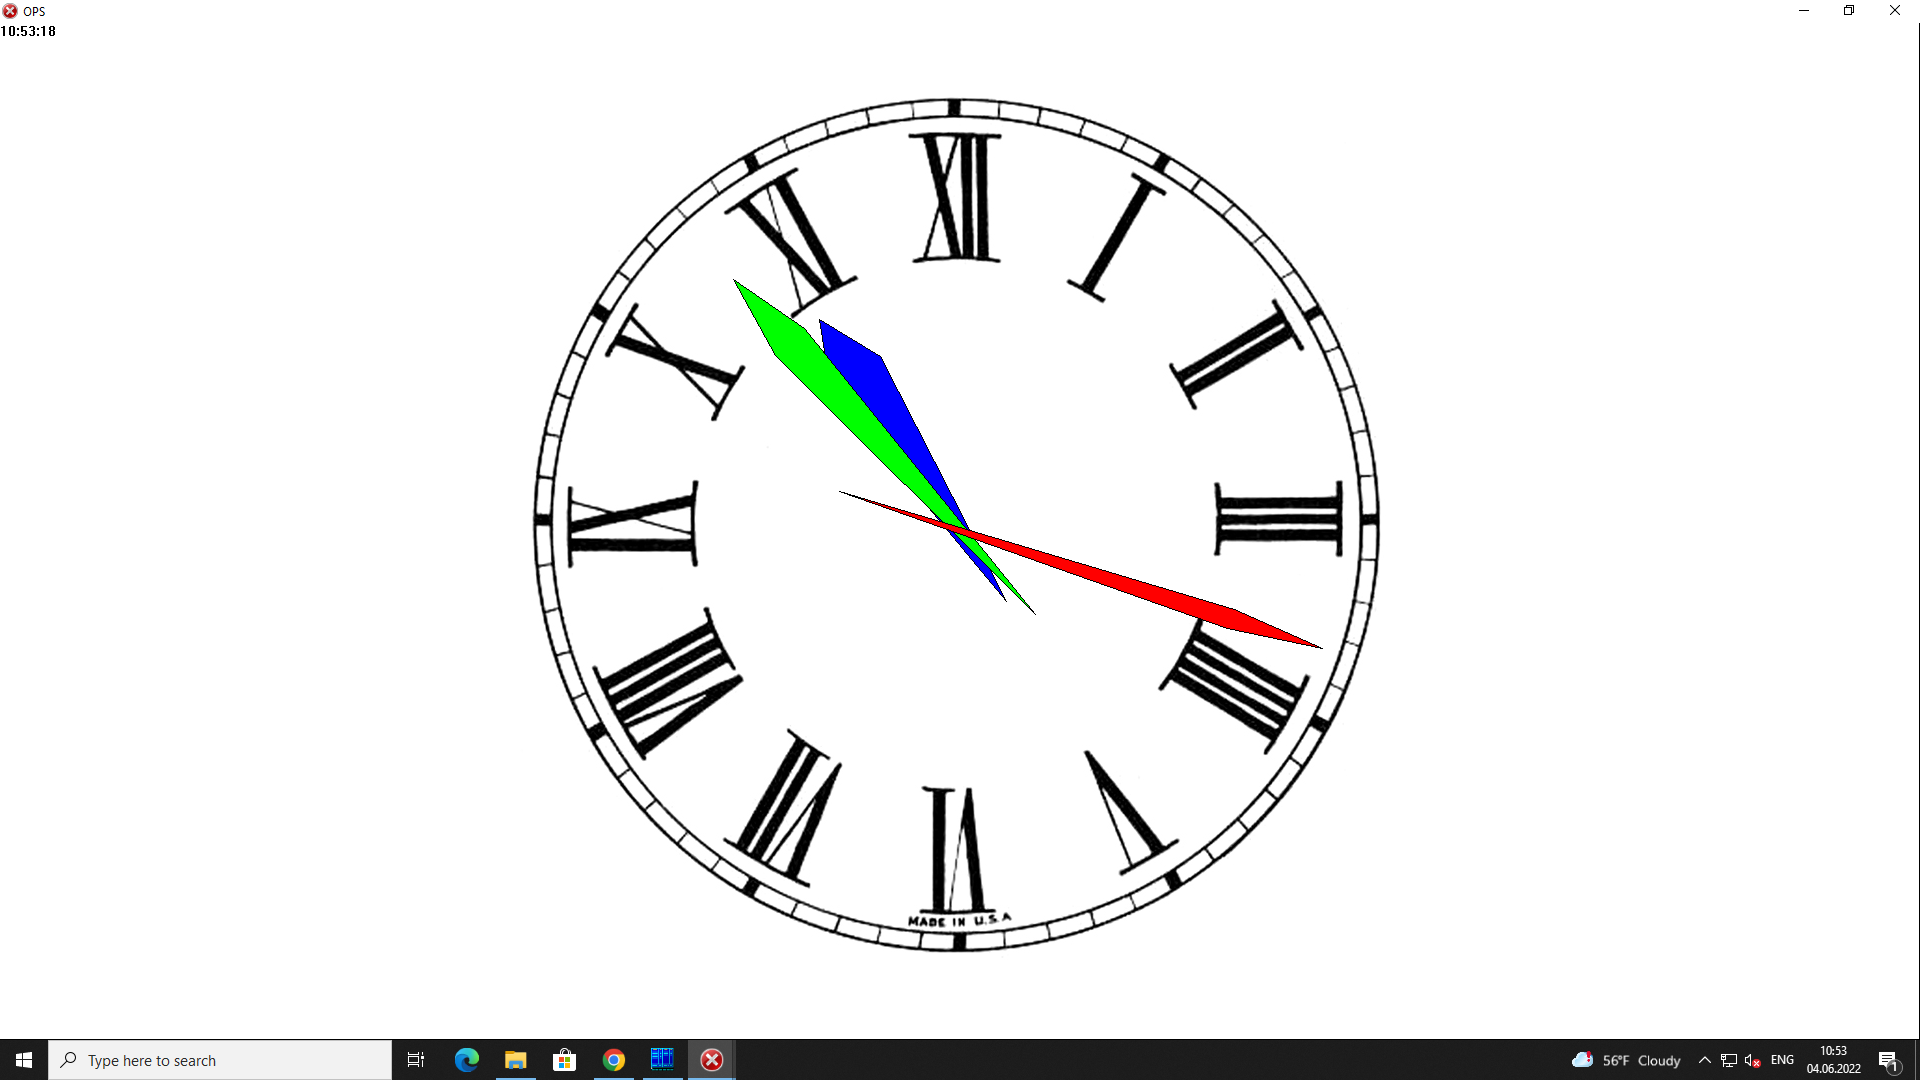 OPS
10:53:18
XII
I
II
III
IIII
V
VI
VII
VIII
IX
X
XI
MADE IN U.S.A
Type here to search
56°F Cloudy
ENG
10:53
04.06.2022
1